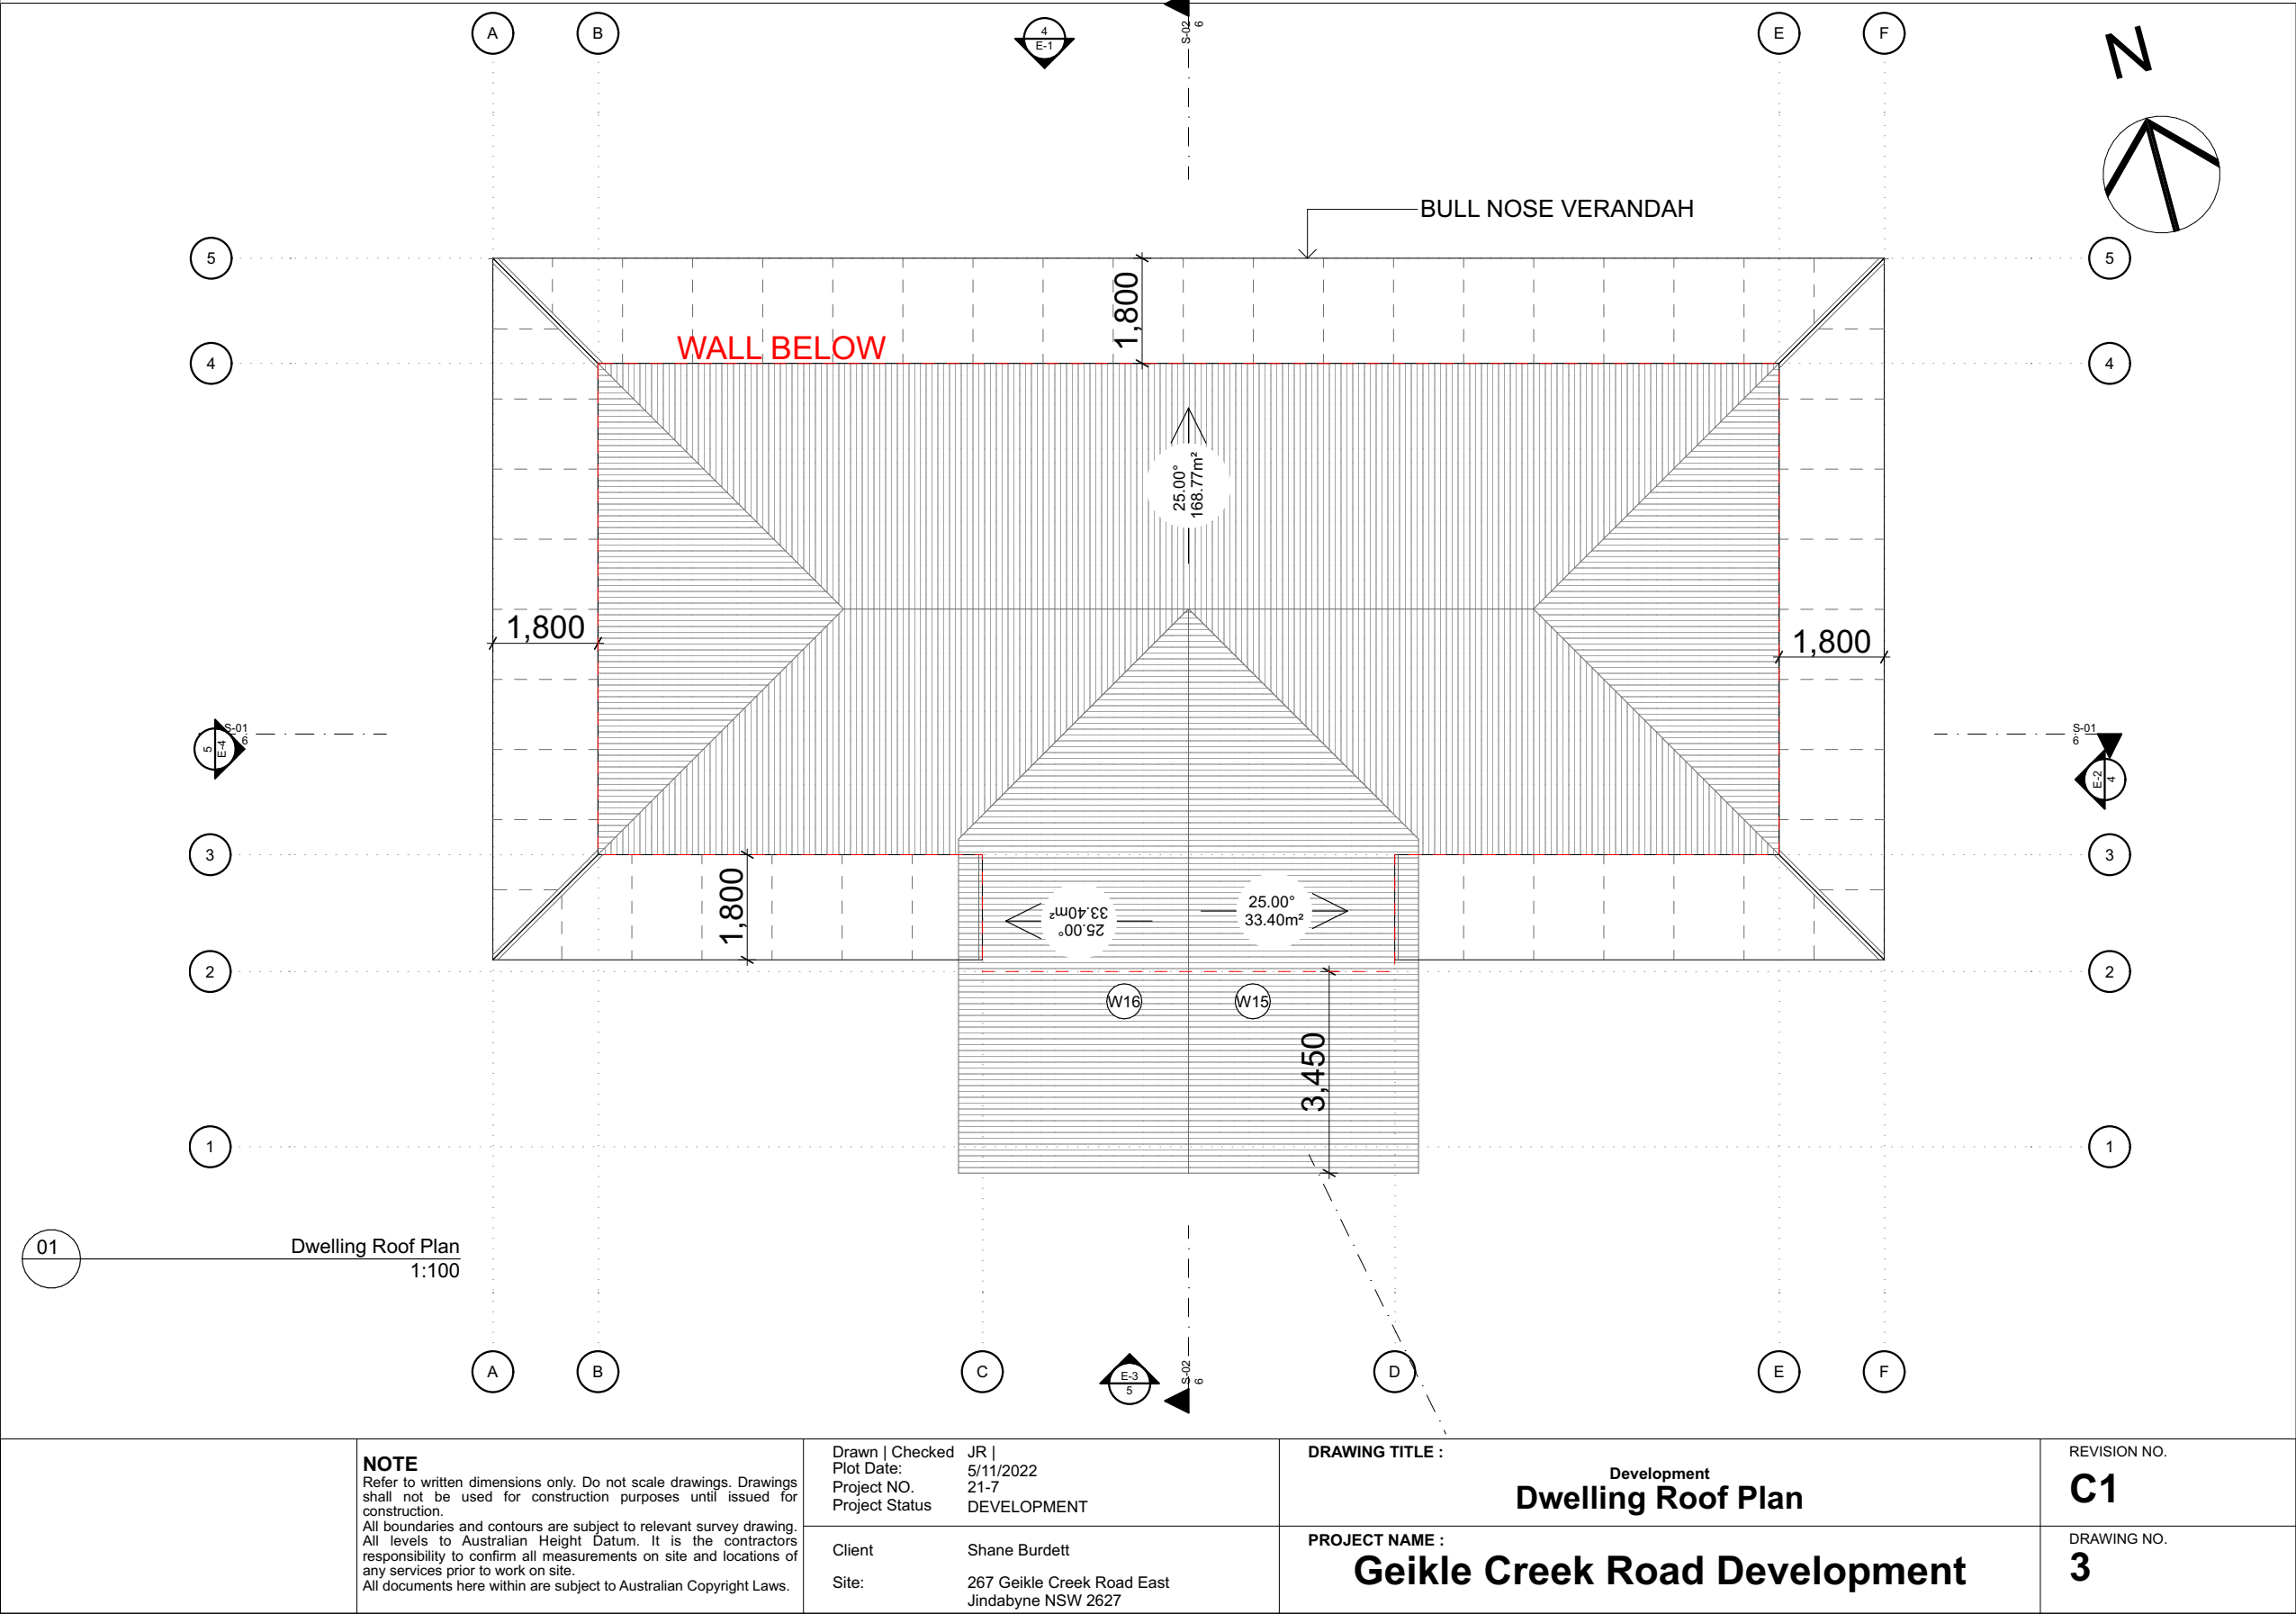 A
B
4
E-1
S-02
6
E
F
N
BULL NOSE VERANDAH
5
5
1,800
WALL BELOW
4
4
25.00°
168.77m²
1,800
1,800
S-01
6
5
E-4
S-01
6
E-2
4
3
3
1,800
25.00°
33.40m²
25.00°
33.40m²
2
2
W16
W15
3,450
1
1
01
Dwelling Roof Plan
1:100
A
B
C
E-3
5
S-02
6
D
E
F
NOTE
Refer to written dimensions only. Do not scale drawings. Drawings
shall not be used for construction purposes until issued for
construction.
All boundaries and contours are subject to relevant survey drawing.
All levels to Australian Height Datum. It is the contractors
responsibility to confirm all measurements on site and locations of
any services prior to work on site.
All documents here within are subject to Australian Copyright Laws.
Drawn | Checked JR |
Plot Date: 5/11/2022
Project NO. 21-7
Project Status DEVELOPMENT
Client Shane Burdett
Site: 267 Geikle Creek Road East
Jindabyne NSW 2627
DRAWING TITLE :
Development
Dwelling Roof Plan
PROJECT NAME :
Geikle Creek Road Development
REVISION NO.
C1
DRAWING NO.
3